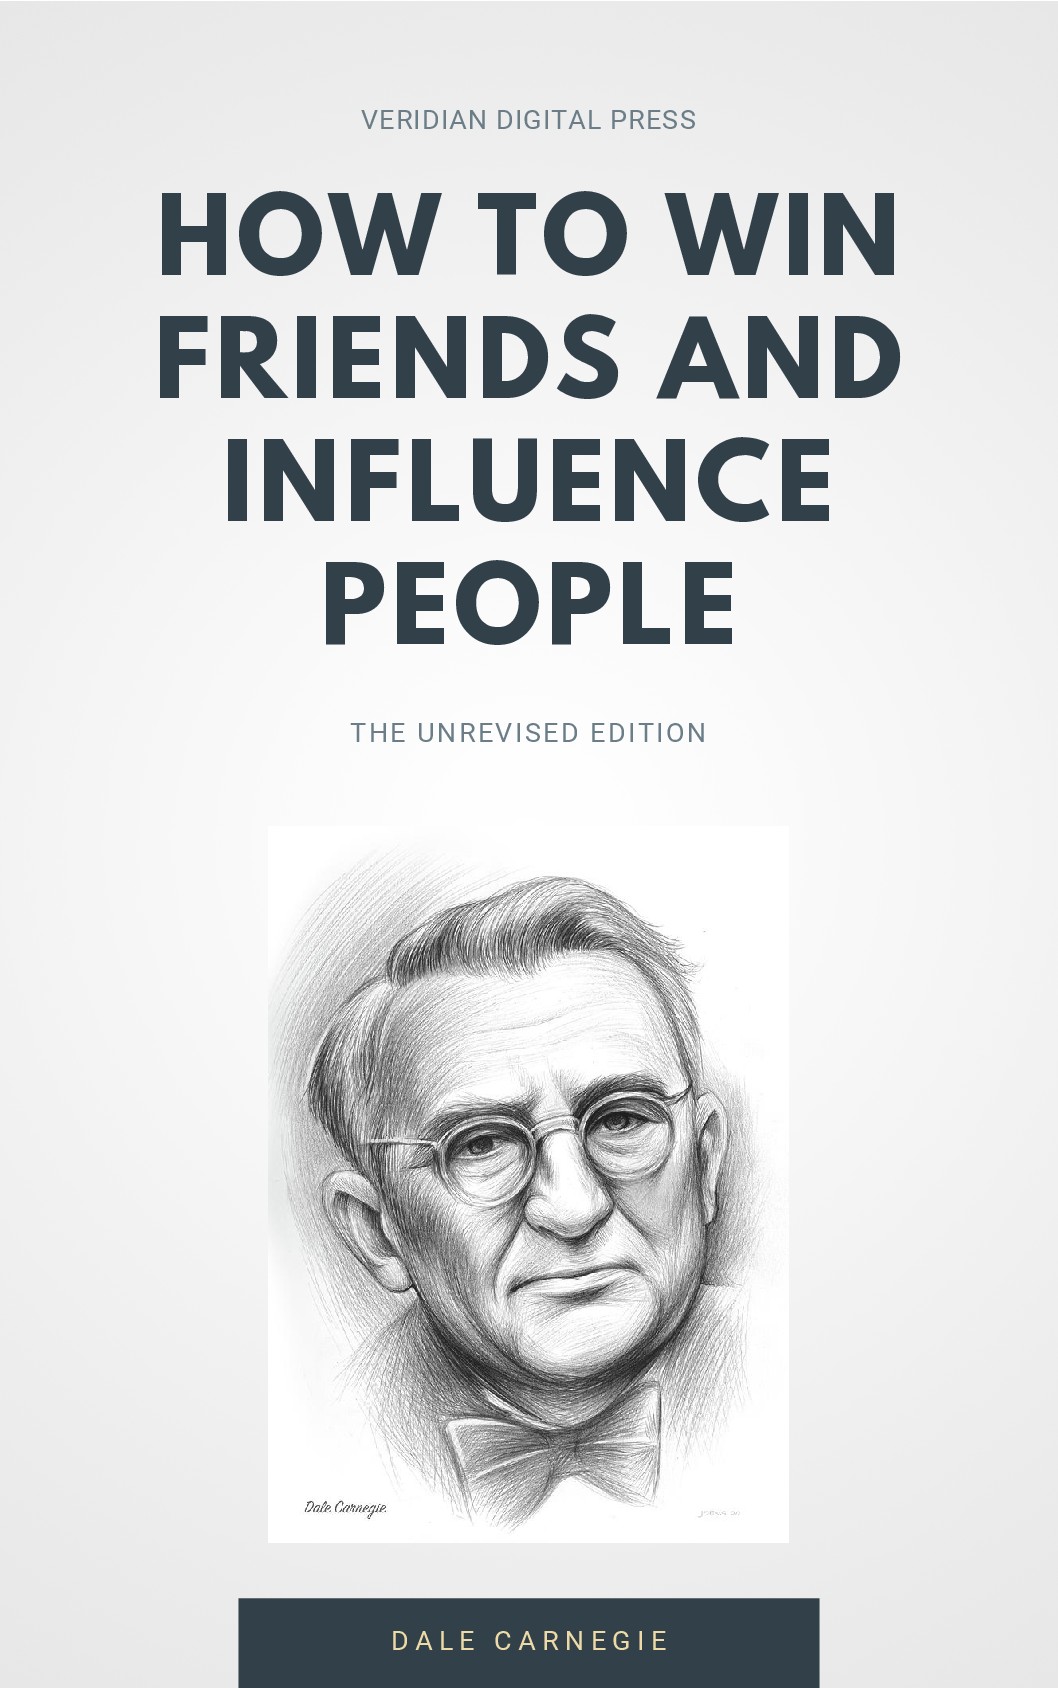 VERIDIAN DIGITAL PRESS
HOW TO WIN
FRIENDS AND
INFLUENCE
PEOPLE
THE UNREVISED EDITION
Dale Carnegie
DALE CARNEGIE